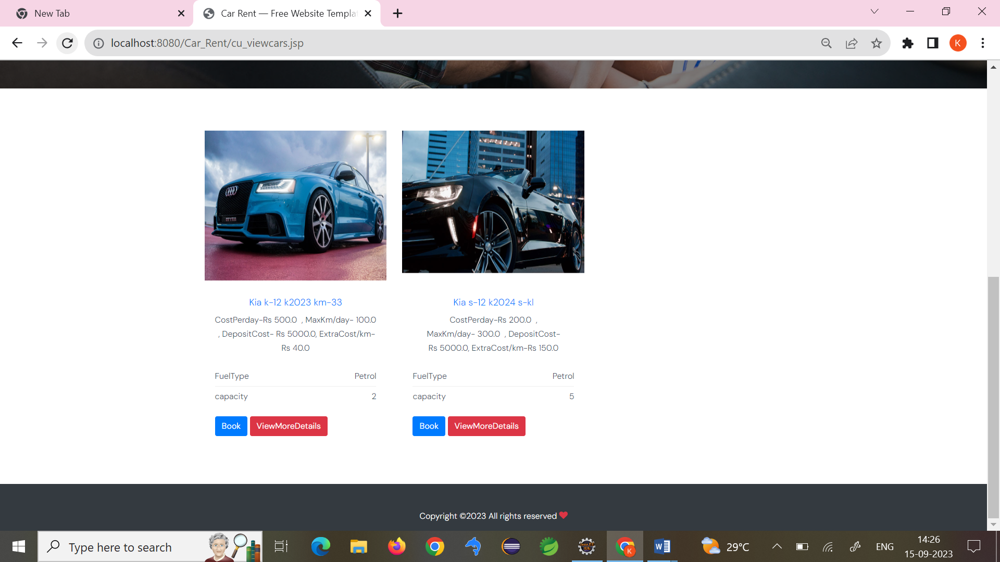 New Tab
Car Rent — Free Website Templat
localhost:8080/Car_Rent/cu_viewcars.jsp
K
Kia k-12 k2023 km-33
CostPerday-Rs 500.0 , MaxKm/day- 100.0
, DepositCost- Rs 5000.0, ExtraCost/km-
Rs 40.0
FuelType Petrol
capacity 2
Book ViewMoreDetails
Kia s-12 k2024 s-kl
CostPerday-Rs 200.0 ,
MaxKm/day- 300.0 , DepositCost-
Rs 5000.0, ExtraCost/km-Rs 150.0
FuelType Petrol
capacity 5
Book ViewMoreDetails
Copyright ©2023 All rights reserved
Type here to search
Java EE
IDE
K
W
29°C
ENG
14:26
15-09-2023